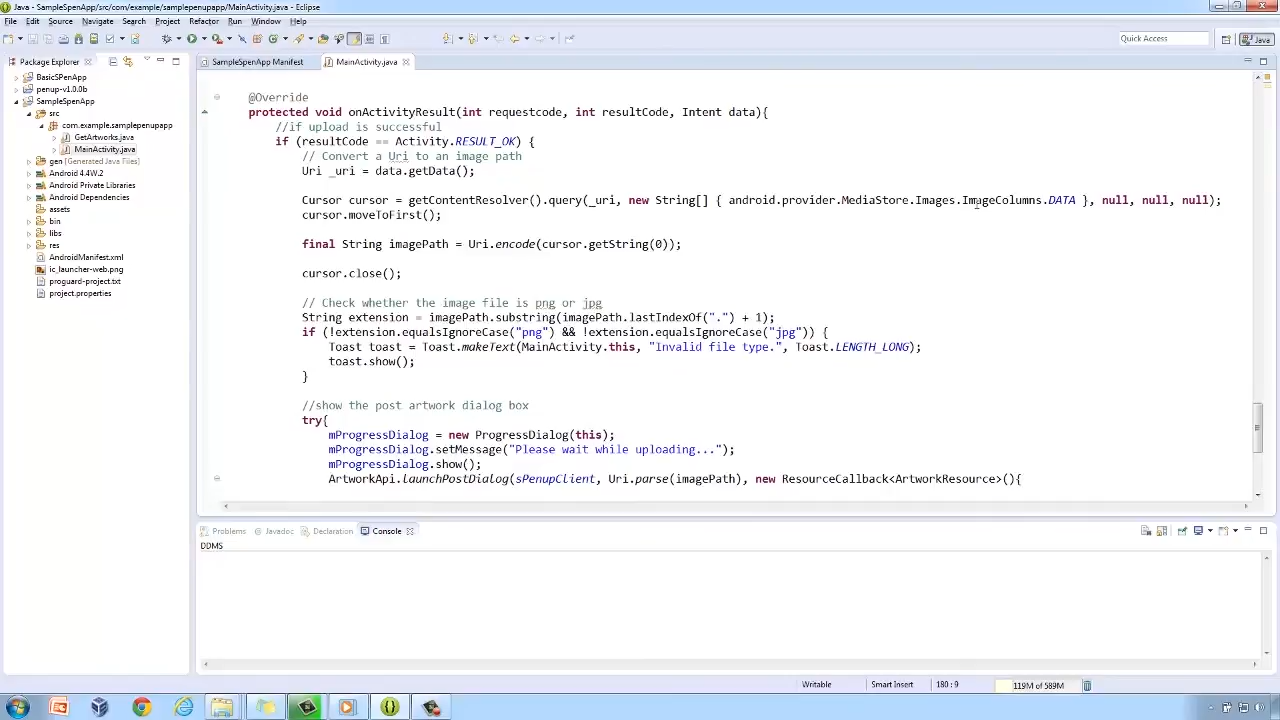 Java - SampleSPenApp/src/com/example/samplepenupapp/MainActivity.java - Eclipse
File Edit Source Navigate Search Project Refactor Run Window Help
Quick Access
Java
Package Explorer
BasicSPenApp
penup-v1.0.0b
SampleSpenApp
src
com.example.samplepenupapp
GetArtworks.java
MainActivity.java
gen [Generated Java Files]
Android 4.4W.2
Android Private Libraries
Android Dependencies
assets
bin
libs
res
AndroidManifest.xml
ic_launcher-web.png
proguard-project.txt
project.properties
SampleSpenApp Manifest MainActivity.java
@Override
protected void onActivityResult(int requestcode, int resultCode, Intent data){
//if upload is successful
if (resultCode == Activity.RESULT_OK) {
// Convert a Uri to an image path
Uri _uri = data.getData();
Cursor cursor = getContentResolver().query(_uri, new String[] { android.provider.MediaStore.Images.ImageColumns.DATA }, null, null, null);
cursor.moveToFirst();
final String imagePath = Uri.encode(cursor.getString(0));
cursor.close();
// Check whether the image file is png or jpg
String extension = imagePath.substring(imagePath.lastIndexOf(".") + 1);
if (!extension.equalsIgnoreCase("png") && !extension.equalsIgnoreCase("jpg")) {
Toast toast = Toast.makeText(MainActivity.this, "Invalid file type.", Toast.LENGTH_LONG);
toast.show();
}
//show the post artwork dialog box
try{
mProgressDialog = new ProgressDialog(this);
mProgressDialog.setMessage("Please wait while uploading...");
mProgressDialog.show();
ArtworkApi.launchPostDialog(sPenupClient, Uri.parse(imagePath), new ResourceCallback<ArtworkResource>(){
Problems Javadoc Declaration Console
DDMS
Writable Smart Insert 180 : 9 119M of 589M